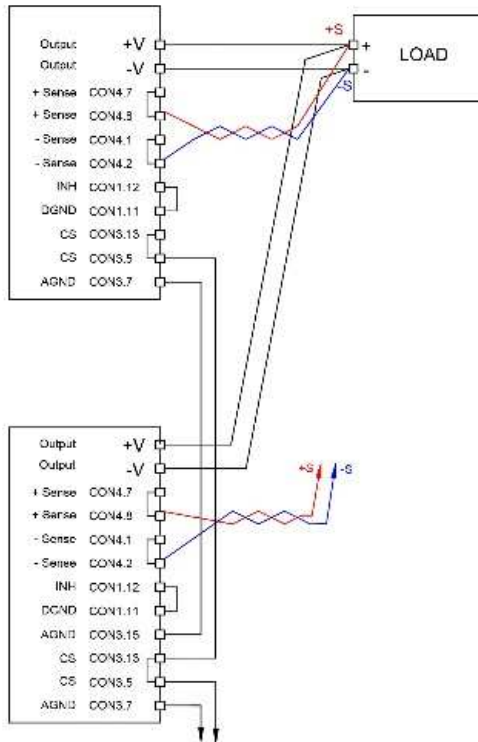 Output +V
Output -V
+ Sense CON4.7
+ Sense CON4.8
- Sense CON4.1
- Sense CON4.2
INH CON1.12
DGND CON1.11
CS CON3.13
CS CON3.5
AGND CON3.7
+S
+ LOAD
-
-S
Output +V
Output -V
+ Sense CON4.7
+ Sense CON4.8
- Sense CON4.1
- Sense CON4.2
INH CON1.12
DGND CON1.11
AGND CON3.15
CS CON3.13
CS CON3.5
AGND CON3.7
+S -S